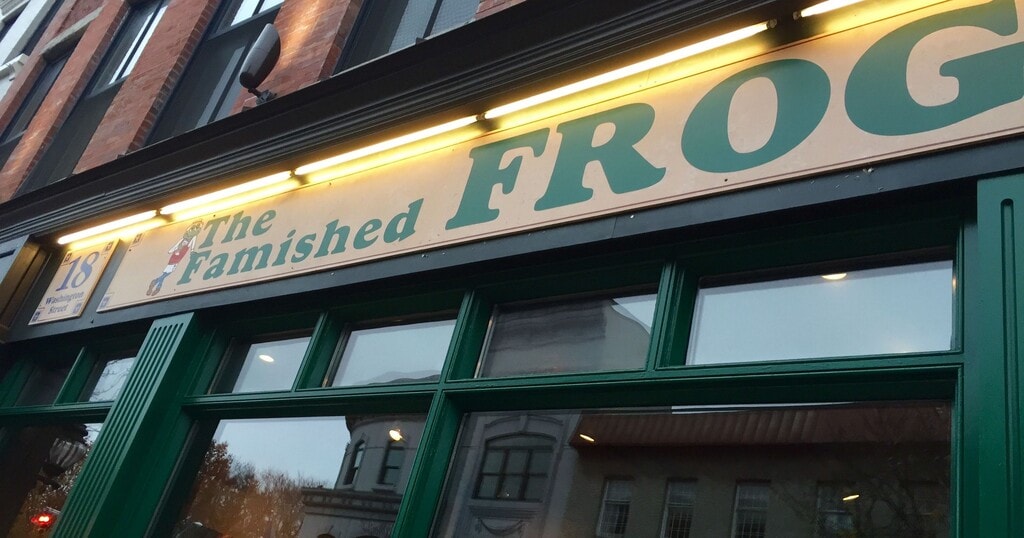 18
Washington
Street
The
Famished FROG